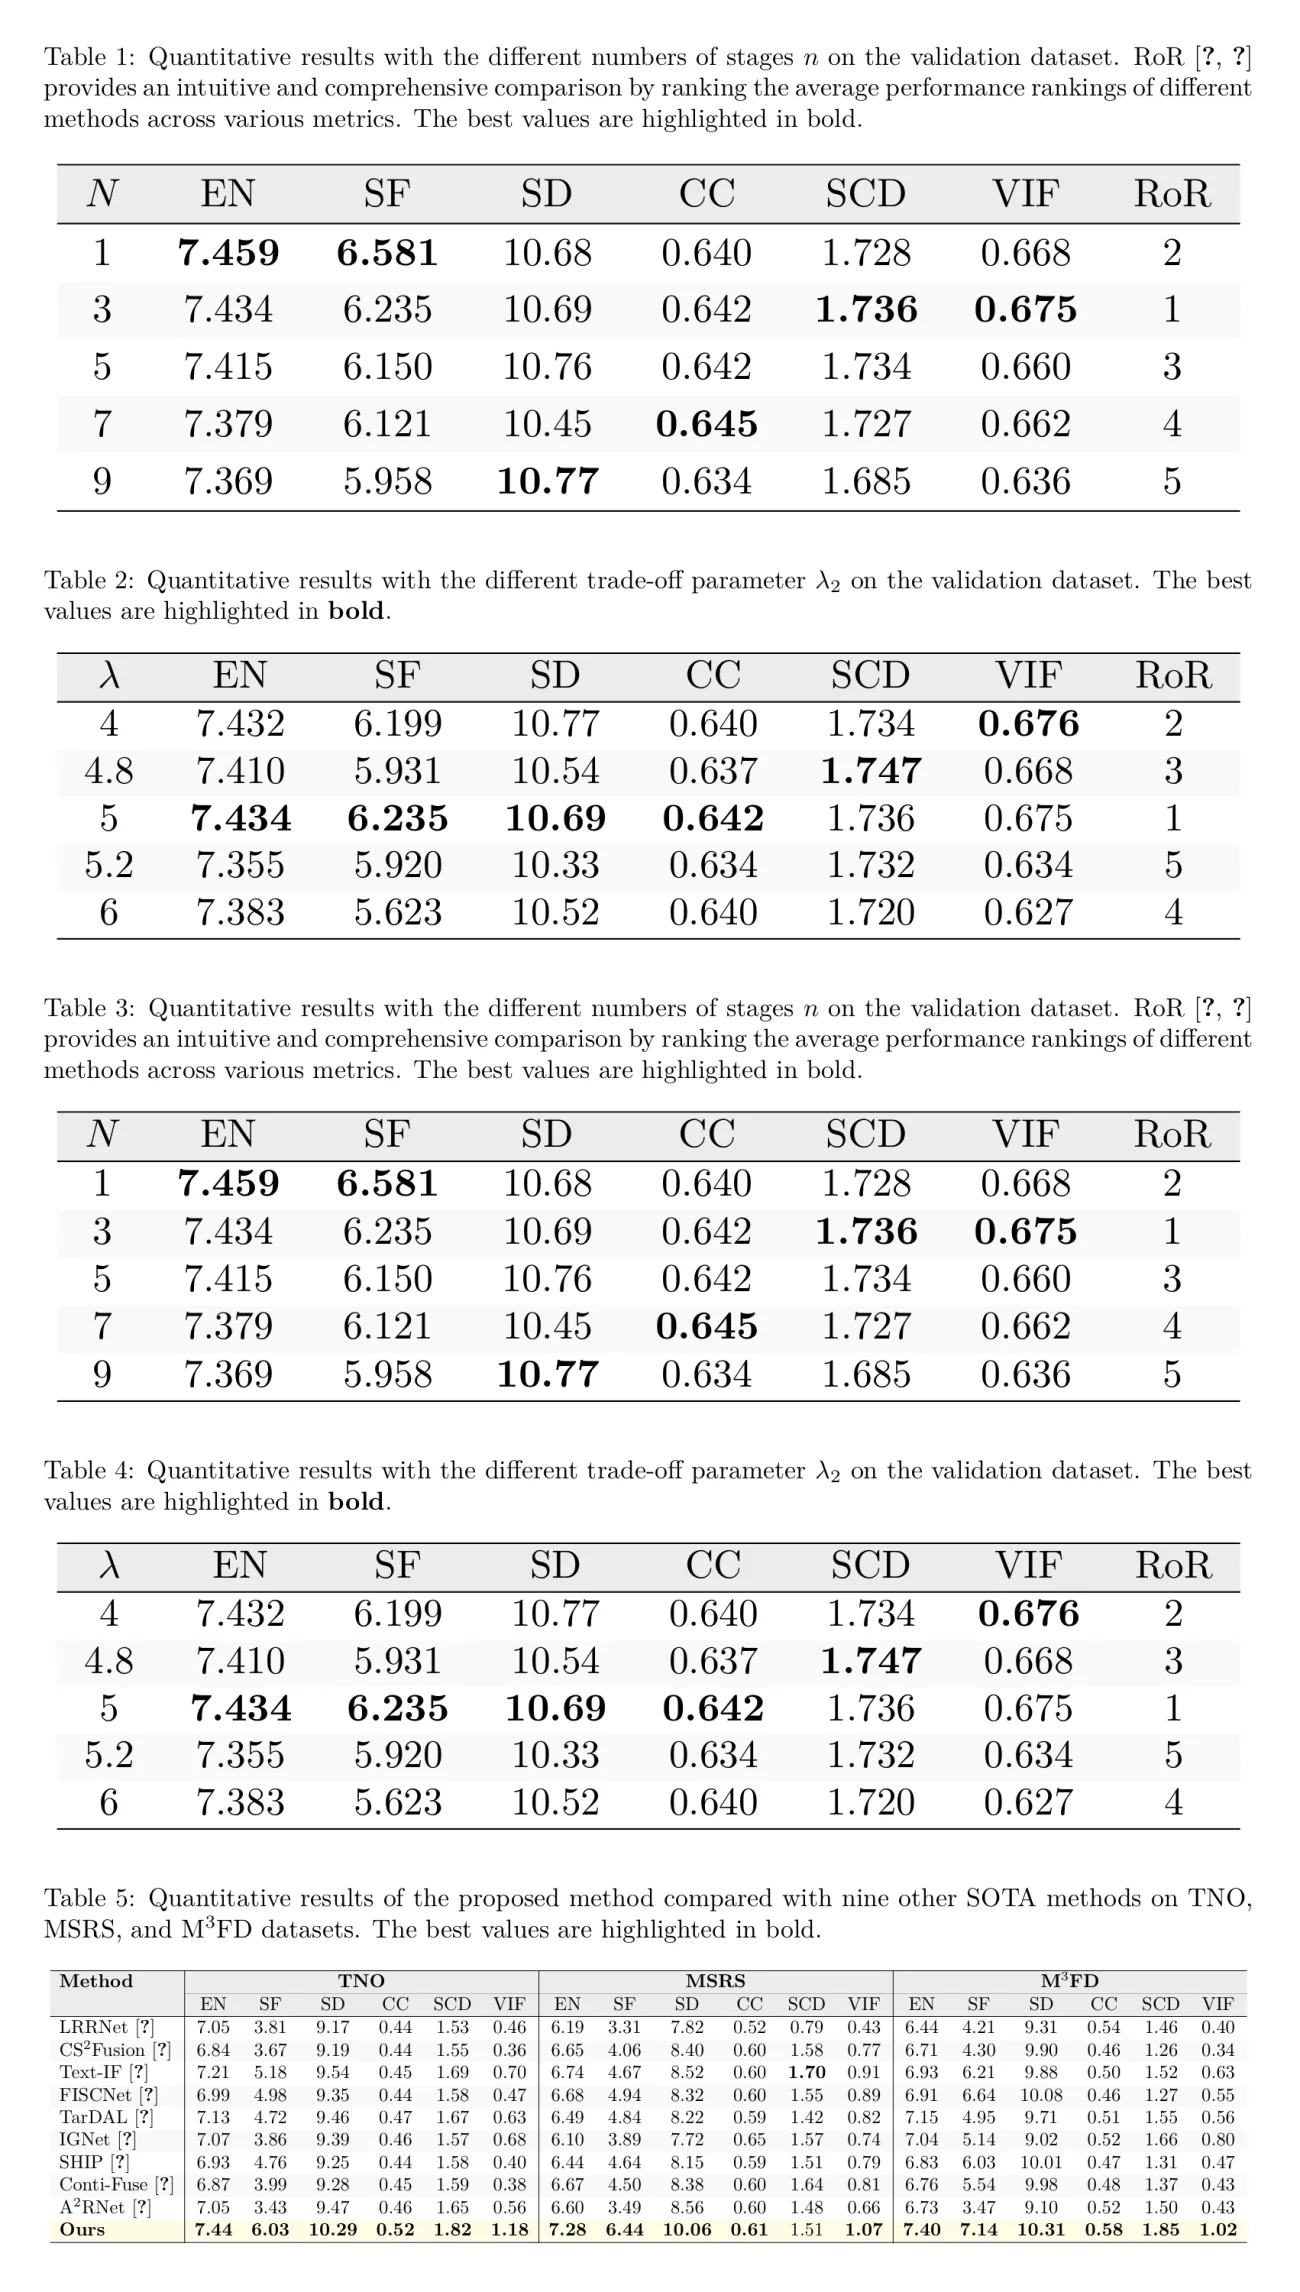 Table 1: Quantitative results with the different numbers of stages n on the validation dataset. RoR [?, ?]
provides an intuitive and comprehensive comparison by ranking the average performance rankings of different
methods across various metrics. The best values are highlighted in bold.
N EN SF SD CC SCD VIF RoR
1 7.459 6.581 10.68 0.640 1.728 0.668 2
3 7.434 6.235 10.69 0.642 1.736 0.675 1
5 7.415 6.150 10.76 0.642 1.734 0.660 3
7 7.379 6.121 10.45 0.645 1.727 0.662 4
9 7.369 5.958 10.77 0.634 1.685 0.636 5
Table 2: Quantitative results with the different trade-off parameter λ₂ on the validation dataset. The best
values are highlighted in bold.
λ EN SF SD CC SCD VIF RoR
4 7.432 6.199 10.77 0.640 1.734 0.676 2
4.8 7.410 5.931 10.54 0.637 1.747 0.668 3
5 7.434 6.235 10.69 0.642 1.736 0.675 1
5.2 7.355 5.920 10.33 0.634 1.732 0.634 5
6 7.383 5.623 10.52 0.640 1.720 0.627 4
Table 3: Quantitative results with the different numbers of stages n on the validation dataset. RoR [?, ?]
provides an intuitive and comprehensive comparison by ranking the average performance rankings of different
methods across various metrics. The best values are highlighted in bold.
N EN SF SD CC SCD VIF RoR
1 7.459 6.581 10.68 0.640 1.728 0.668 2
3 7.434 6.235 10.69 0.642 1.736 0.675 1
5 7.415 6.150 10.76 0.642 1.734 0.660 3
7 7.379 6.121 10.45 0.645 1.727 0.662 4
9 7.369 5.958 10.77 0.634 1.685 0.636 5
Table 4: Quantitative results with the different trade-off parameter λ₂ on the validation dataset. The best
values are highlighted in bold.
λ EN SF SD CC SCD VIF RoR
4 7.432 6.199 10.77 0.640 1.734 0.676 2
4.8 7.410 5.931 10.54 0.637 1.747 0.668 3
5 7.434 6.235 10.69 0.642 1.736 0.675 1
5.2 7.355 5.920 10.33 0.634 1.732 0.634 5
6 7.383 5.623 10.52 0.640 1.720 0.627 4
Table 5: Quantitative results of the proposed method compared with nine other SOTA methods on TNO,
MSRS, and M³FD datasets. The best values are highlighted in bold.
Method TNO MSRS M³FD
EN SF SD CC SCD VIF EN SF SD CC SCD VIF EN SF SD CC SCD VIF
LRRNet [?] 7.05 3.81 9.17 0.44 1.53 0.46 6.19 3.31 7.82 0.52 0.79 0.43 6.44 4.21 9.31 0.54 1.46 0.40
CS²Fusion [?] 6.84 3.67 9.19 0.44 1.55 0.36 6.65 4.06 8.40 0.60 1.58 0.77 6.71 4.30 9.90 0.46 1.26 0.34
Text-IF [?] 7.21 5.18 9.54 0.45 1.69 0.70 6.74 4.67 8.52 0.60 1.70 0.91 6.93 6.21 9.88 0.50 1.52 0.63
FISCNet [?] 6.99 4.98 9.35 0.44 1.58 0.47 6.68 4.94 8.32 0.60 1.55 0.89 6.91 6.64 10.08 0.46 1.27 0.55
TarDAL [?] 7.13 4.72 9.46 0.47 1.67 0.63 6.49 4.84 8.22 0.59 1.42 0.82 7.15 4.95 9.71 0.51 1.55 0.56
IGNet [?] 7.07 3.86 9.39 0.46 1.57 0.68 6.10 3.89 7.72 0.65 1.57 0.74 7.04 5.14 9.02 0.52 1.66 0.80
SHIP [?] 6.93 4.76 9.25 0.44 1.58 0.40 6.44 4.64 8.15 0.59 1.51 0.79 6.83 6.03 10.01 0.47 1.31 0.47
Conti-Fuse [?] 6.87 3.99 9.28 0.45 1.59 0.38 6.67 4.50 8.38 0.60 1.64 0.81 6.76 5.54 9.98 0.48 1.37 0.43
A²RNet [?] 7.05 3.43 9.47 0.46 1.65 0.56 6.60 3.49 8.56 0.60 1.48 0.66 6.73 3.47 9.10 0.52 1.50 0.43
Ours 7.44 6.03 10.29 0.52 1.82 1.18 7.28 6.44 10.06 0.61 1.51 1.07 7.40 7.14 10.31 0.58 1.85 1.02